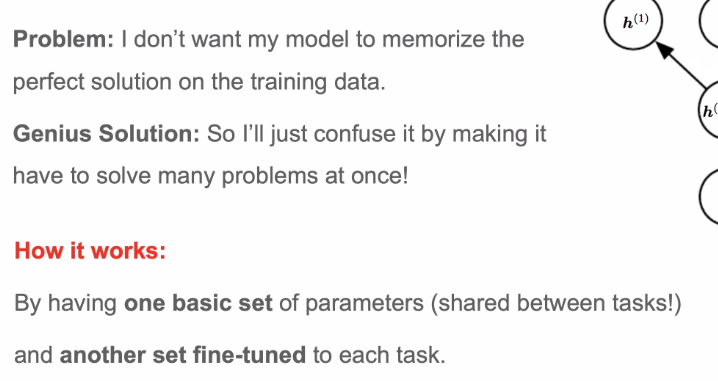 Problem: I don't want my model to memorize the
perfect solution on the training data.
Genius Solution: So I'll just confuse it by making it
have to solve many problems at once!
How it works:
By having one basic set of parameters (shared between tasks!)
and another set fine-tuned to each task.
h(1)
h(